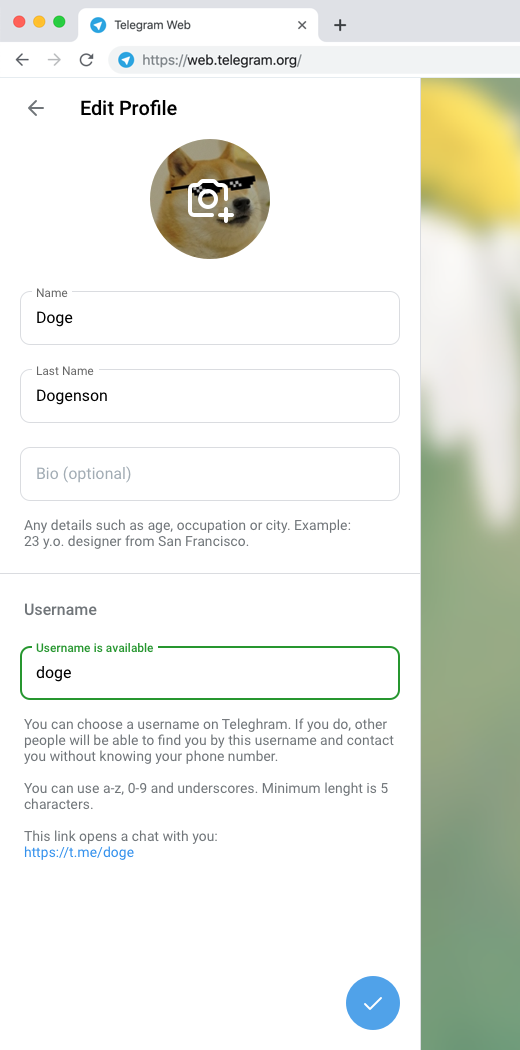 Telegram Web
https://web.telegram.org/
Edit Profile
Name
Doge
Last Name
Dogenson
Bio (optional)
Any details such as age, occupation or city. Example:
23 y.o. designer from San Francisco.
Username
Username is available
doge
You can choose a username on Teleghram. If you do, other
people will be able to find you by this username and contact
you without knowing your phone number.
You can use a-z, 0-9 and underscores. Minimum lenght is 5
characters.
This link opens a chat with you:
https://t.me/doge